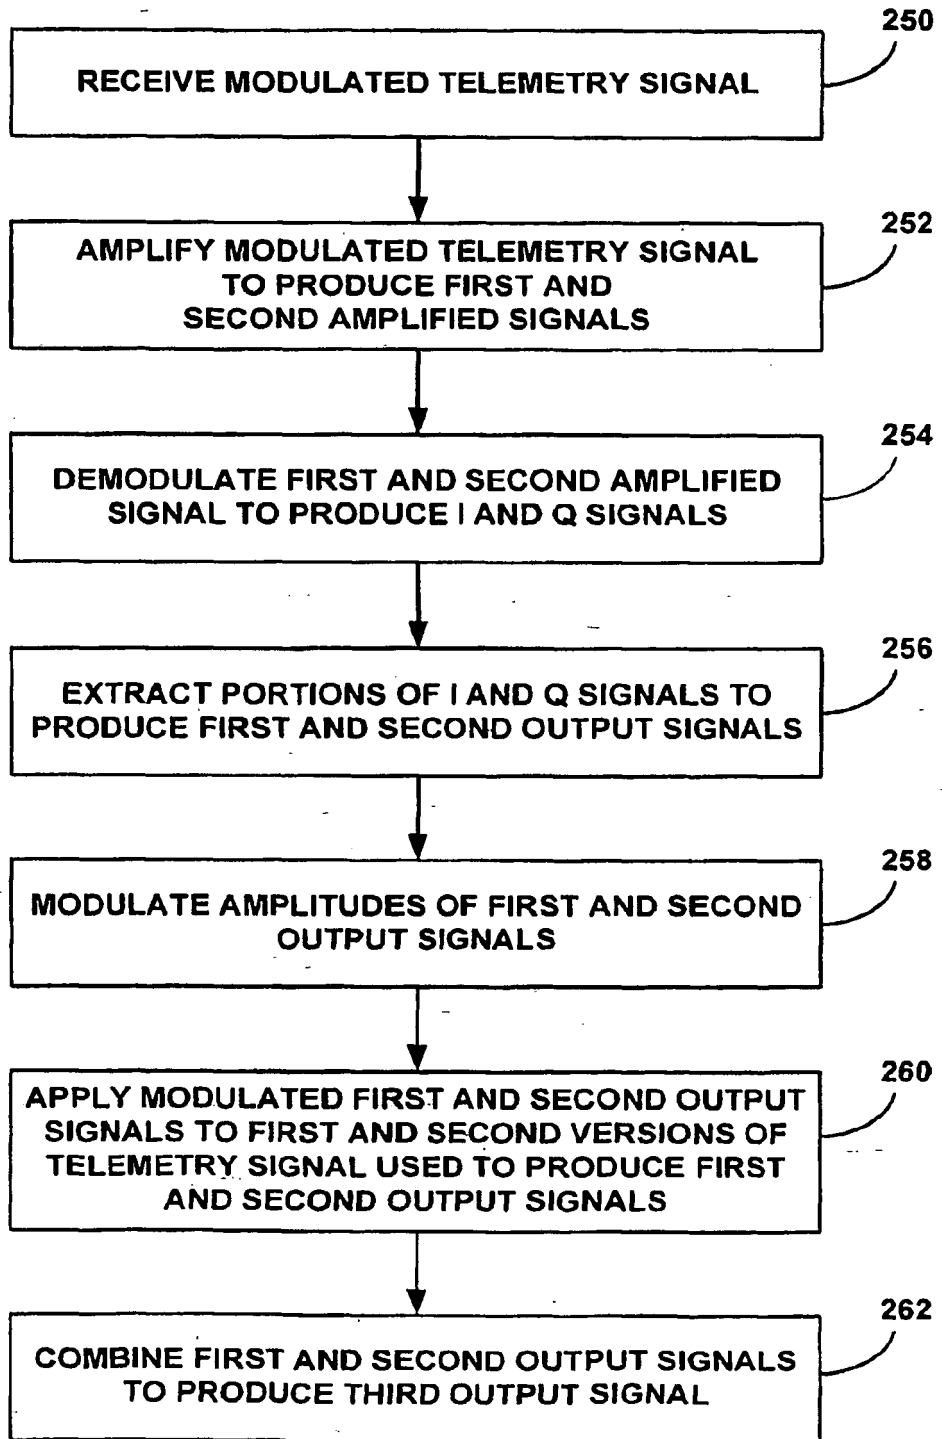 250
RECEIVE MODULATED TELEMETRY SIGNAL
252
AMPLIFY MODULATED TELEMETRY SIGNAL
TO PRODUCE FIRST AND
SECOND AMPLIFIED SIGNALS
254
DEMODULATE FIRST AND SECOND AMPLIFIED
SIGNAL TO PRODUCE I AND Q SIGNALS
256
EXTRACT PORTIONS OF I AND Q SIGNALS TO
PRODUCE FIRST AND SECOND OUTPUT SIGNALS
258
MODULATE AMPLITUDES OF FIRST AND SECOND
OUTPUT SIGNALS
260
APPLY MODULATED FIRST AND SECOND OUTPUT
SIGNALS TO FIRST AND SECOND VERSIONS OF
TELEMETRY SIGNAL USED TO PRODUCE FIRST
AND SECOND OUTPUT SIGNALS
262
COMBINE FIRST AND SECOND OUTPUT SIGNALS
TO PRODUCE THIRD OUTPUT SIGNAL